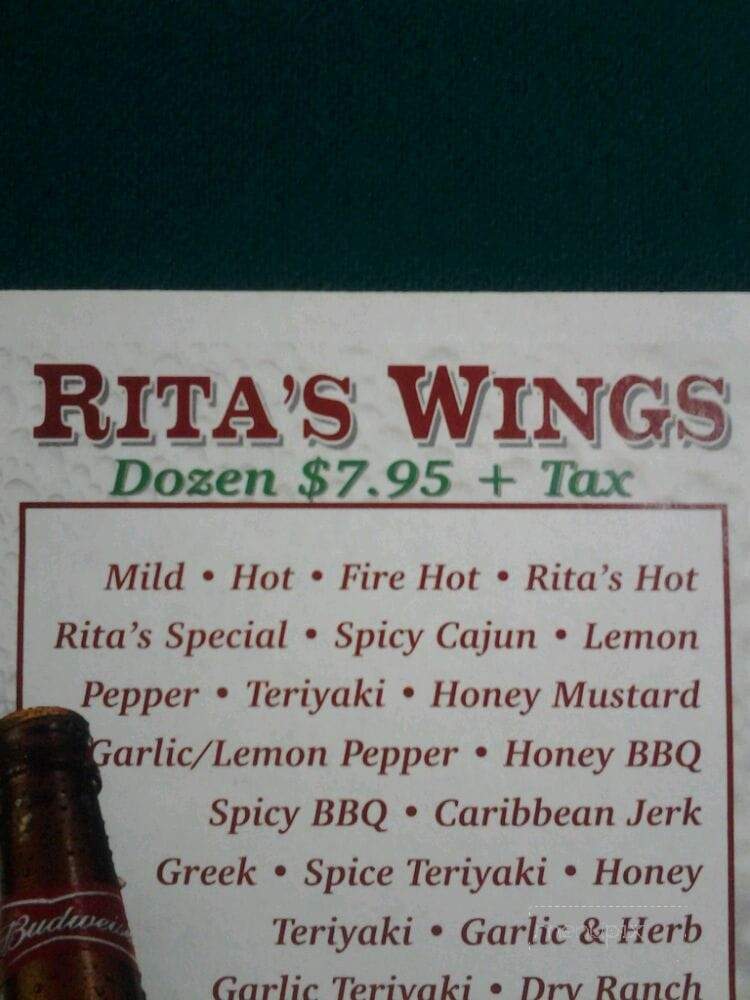 RITA'S WINGS
Dozen $7.95 + Tax
Mild • Hot • Fire Hot • Rita's Hot
Rita's Special • Spicy Cajun • Lemon
Pepper • Teriyaki • Honey Mustard
Garlic/Lemon Pepper • Honey BBQ
Spicy BBQ • Caribbean Jerk
Greek • Spice Teriyaki • Honey
Teriyaki • Garlic & Herb
menupix
Budweiser
Garlic Teriyaki • Dry Ranch